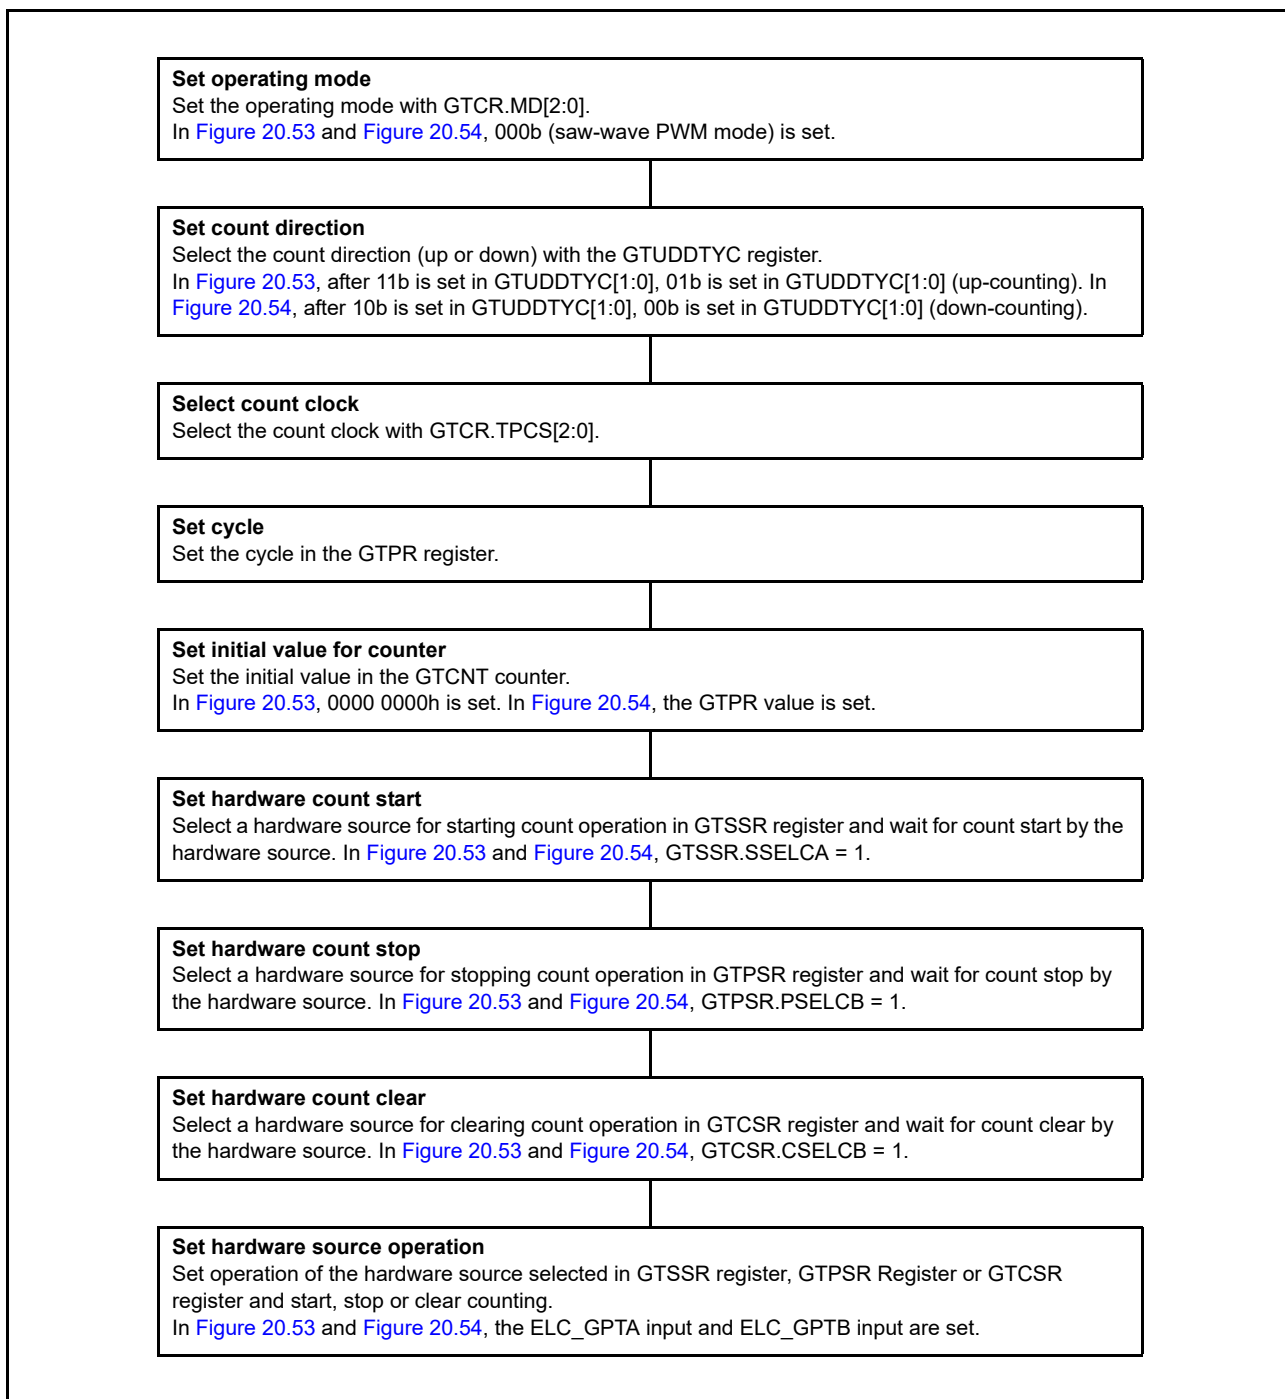 Set operating mode
Set the operating mode with GTCR.MD[2:0].
In Figure 20.53 and Figure 20.54, 000b (saw-wave PWM mode) is set.
Set count direction
Select the count direction (up or down) with the GTUDDTYC register.
In Figure 20.53, after 11b is set in GTUDDTYC[1:0], 01b is set in GTUDDTYC[1:0] (up-counting). In
Figure 20.54, after 10b is set in GTUDDTYC[1:0], 00b is set in GTUDDTYC[1:0] (down-counting).
Select count clock
Select the count clock with GTCR.TPCS[2:0].
Set cycle
Set the cycle in the GTPR register.
Set initial value for counter
Set the initial value in the GTCNT counter.
In Figure 20.53, 0000 0000h is set. In Figure 20.54, the GTPR value is set.
Set hardware count start
Select a hardware source for starting count operation in GTSSR register and wait for count start by the
hardware source. In Figure 20.53 and Figure 20.54, GTSSR.SSELCA = 1.
Set hardware count stop
Select a hardware source for stopping count operation in GTPSR register and wait for count stop by
the hardware source. In Figure 20.53 and Figure 20.54, GTPSR.PSELCB = 1.
Set hardware count clear
Select a hardware source for clearing count operation in GTCSR register and wait for count clear by
the hardware source. In Figure 20.53 and Figure 20.54, GTCSR.CSELCB = 1.
Set hardware source operation
Set operation of the hardware source selected in GTSSR register, GTPSR Register or GTCSR
register and start, stop or clear counting.
In Figure 20.53 and Figure 20.54, the ELC_GPTA input and ELC_GPTB input are set.